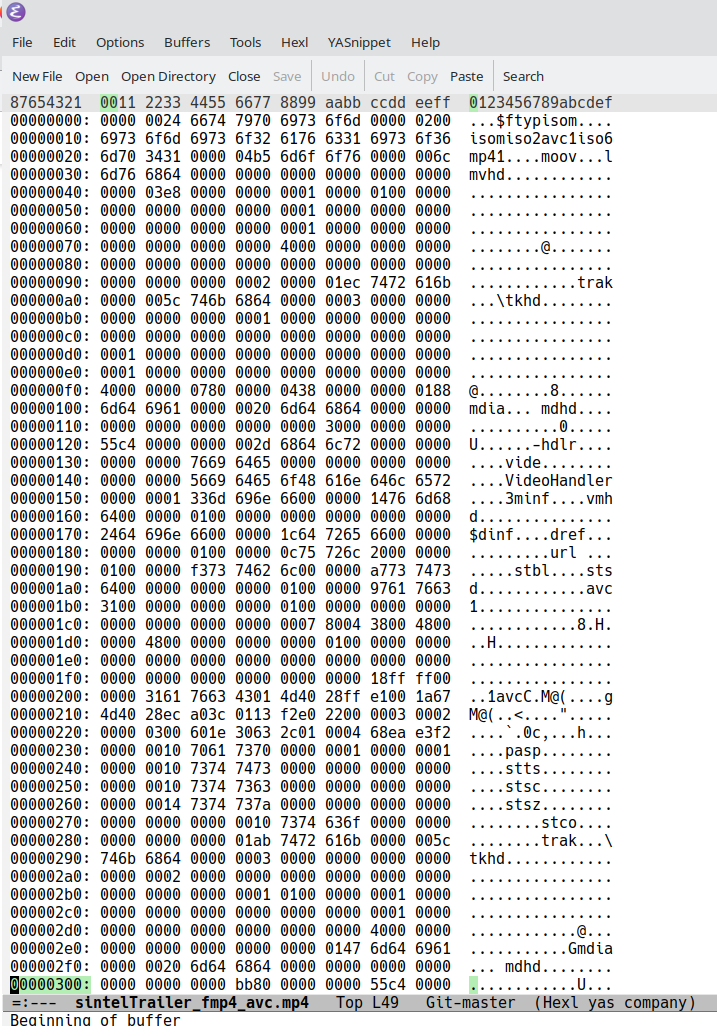 File Edit Options Buffers Tools Hexl YASnippet Help
New File Open Open Directory Close Save Undo Cut Copy Paste Search
87654321  0011 2233 4455 6677 8899 aabb ccdd eeff  0123456789abcdef
00000000: 0000 0024 6674 7970 6973 6f6d 0000 0200  ...$ftypisom....
00000010: 6973 6f6d 6973 6f32 6176 6331 6973 6f36  isomiso2avc1iso6
00000020: 6d70 3431 0000 04b5 6d6f 6f76 0000 006c  mp41....moov...l
00000030: 6d76 6864 0000 0000 0000 0000 0000 0000  mvhd............
00000040: 0000 03e8 0000 0000 0001 0000 0100 0000  ................
00000050: 0000 0000 0000 0000 0001 0000 0000 0000  ................
00000060: 0000 0000 0000 0000 0001 0000 0000 0000  ................
00000070: 0000 0000 0000 0000 4000 0000 0000 0000  ........@.......
00000080: 0000 0000 0000 0000 0000 0000 0000 0000  ................
00000090: 0000 0000 0000 0002 0000 01ec 7472 616b  ............trak
000000a0: 0000 005c 746b 6864 0000 0003 0000 0000  ...\tkhd........
000000b0: 0000 0000 0000 0001 0000 0000 0000 0000  ................
000000c0: 0000 0000 0000 0000 0000 0000 0000 0000  ................
000000d0: 0001 0000 0000 0000 0000 0000 0000 0000  ................
000000e0: 0001 0000 0000 0000 0000 0000 0000 0000  ................
000000f0: 4000 0000 0780 0000 0438 0000 0000 0188  @........8......
00000100: 6d64 6961 0000 0020 6d64 6864 0000 0000  mdia... mdhd....
00000110: 0000 0000 0000 0000 0000 3000 0000 0000  ..........0.....
00000120: 55c4 0000 0000 002d 6864 6c72 0000 0000  U......-hdlr....
00000130: 0000 0000 7669 6465 0000 0000 0000 0000  ....vide........
00000140: 0000 0000 5669 6465 6f48 616e 646c 6572  ....VideoHandler
00000150: 0000 0001 336d 696e 6600 0000 1476 6d68  ....3minf....vmh
00000160: 6400 0000 0100 0000 0000 0000 0000 0000  d...............
00000170: 2464 696e 6600 0000 1c64 7265 6600 0000  $dinf....dref...
00000180: 0000 0000 0100 0000 0c75 726c 2000 0000  .........url ...
00000190: 0100 0000 f373 7462 6c00 0000 a773 7473  .....stbl....sts
000001a0: 6400 0000 0000 0000 0100 0000 9761 7663  d............avc
000001b0: 3100 0000 0000 0000 0100 0000 0000 0000  1...............
000001c0: 0000 0000 0000 0000 0007 8004 3800 4800  ............8.H.
000001d0: 0000 4800 0000 0000 0000 0100 0000 0000  ..H.............
000001e0: 0000 0000 0000 0000 0000 0000 0000 0000  ................
000001f0: 0000 0000 0000 0000 0000 0000 18ff ff00  ................
00000200: 0000 3161 7663 4301 4d40 28ff e100 1a67  ..1avcC.M@(....g
00000210: 4d40 28ec a03c 0113 f2e0 2200 0003 0002  M@(..<....".....
00000220: 0000 0300 601e 3063 2c01 0004 68ea e3f2  ....`.0c,...h...
00000230: 0000 0010 7061 7370 0000 0001 0000 0001  ....pasp........
00000240: 0000 0010 7374 7473 0000 0000 0000 0000  ....stts........
00000250: 0000 0010 7374 7363 0000 0000 0000 0000  ....stsc........
00000260: 0000 0014 7374 737a 0000 0000 0000 0000  ....stsz........
00000270: 0000 0000 0000 0010 7374 636f 0000 0000  ........stco....
00000280: 0000 0000 0000 01ab 7472 616b 0000 005c  ........trak...\
00000290: 746b 6864 0000 0003 0000 0000 0000 0000  tkhd............
000002a0: 0000 0002 0000 0000 0000 0000 0000 0000  ................
000002b0: 0000 0000 0000 0001 0100 0000 0001 0000  ................
000002c0: 0000 0000 0000 0000 0000 0000 0001 0000  ................
000002d0: 0000 0000 0000 0000 0000 0000 4000 0000  ............@...
000002e0: 0000 0000 0000 0000 0000 0147 6d64 6961  ...........Gmdia
000002f0: 0000 0020 6d64 6864 0000 0000 0000 0000  ... mdhd........
00000300: 0000 0000 0000 bb80 0000 0000 55c4 0000  ............U...
=:---  sintelTrailer_fmp4_avc.mp4   Top L49   Git-master  (Hexl yas company)
Beginning of buffer